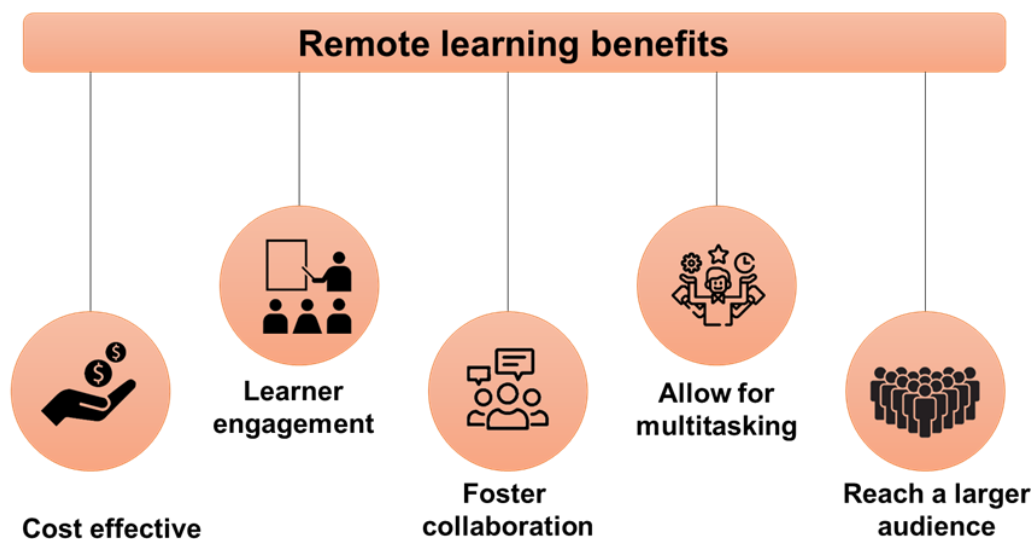 Remote learning benefits
Cost effective
Learner
engagement
Foster
collaboration
Allow for
multitasking
Reach a larger
audience
$
$